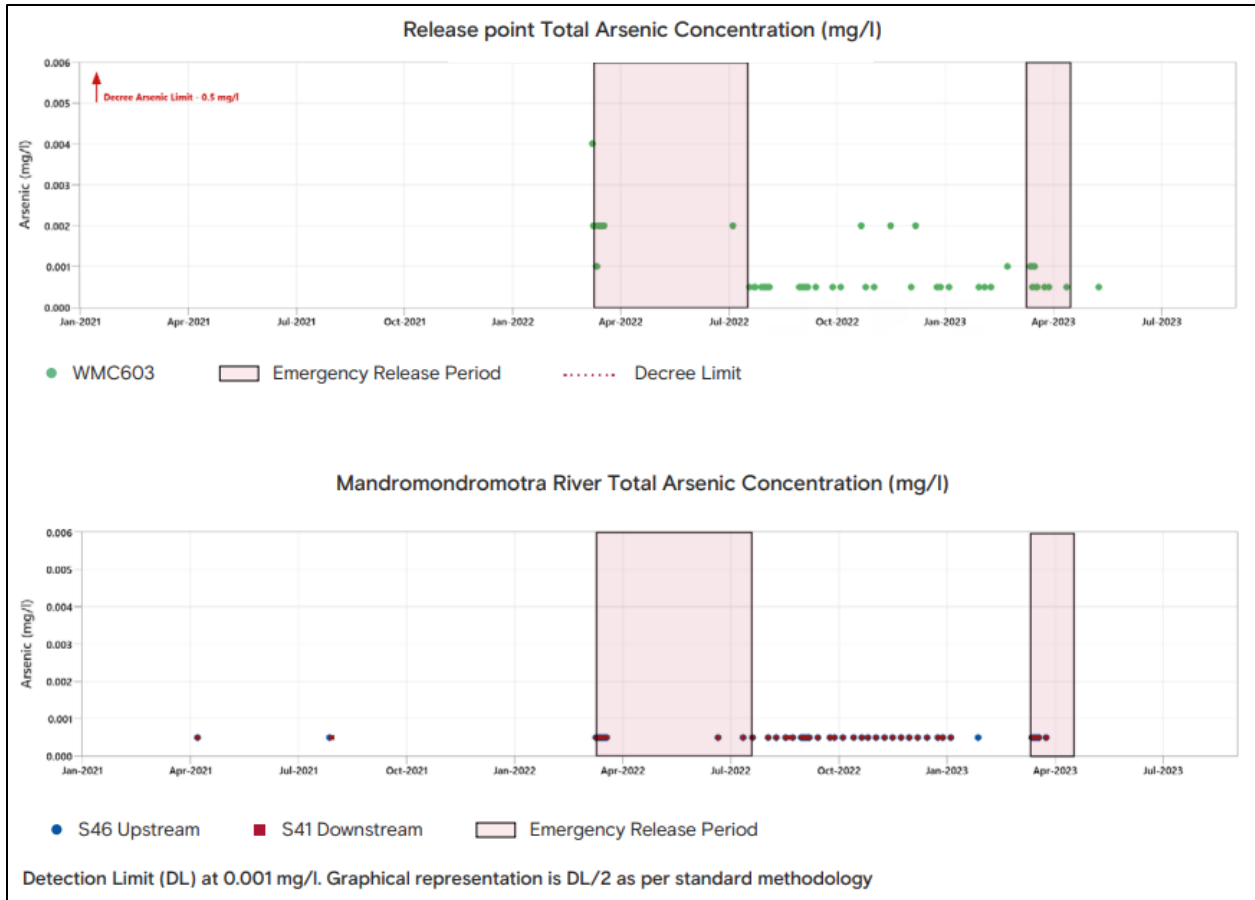 Release point Total Arsenic Concentration (mg/l)
0.006
Decree Arsenic Limit - 0.5 mg/l
0.005
0.004
Arsenic (mg/l)
0.003
0.002
0.001
0.000
Jan-2021 Apr-2021 Jul-2021 Oct-2021 Jan-2022 Apr-2022 Jul-2022 Oct-2022 Jan-2023 Apr-2023 Jul-2023
WMC603 Emergency Release Period Decree Limit
Mandromondromotra River Total Arsenic Concentration (mg/l)
0.006
0.005
0.004
Arsenic (mg/l)
0.003
0.002
0.001
0.000
Jan-2021 Apr-2021 Jul-2021 Oct-2021 Jan-2022 Apr-2022 Jul-2022 Oct-2022 Jan-2023 Apr-2023 Jul-2023
S46 Upstream S41 Downstream Emergency Release Period
Detection Limit (DL) at 0.001 mg/l. Graphical representation is DL/2 as per standard methodology